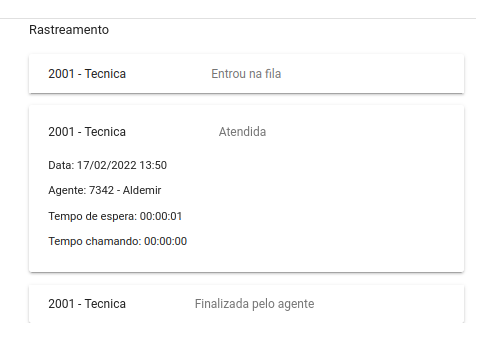 Rastreamento
2001 - Tecnica Entrou na fila
2001 - Tecnica Atendida
Data: 17/02/2022 13:50
Agente: 7342 - Aldemir
Tempo de espera: 00:00:01
Tempo chamando: 00:00:00
2001 - Tecnica Finalizada pelo agente